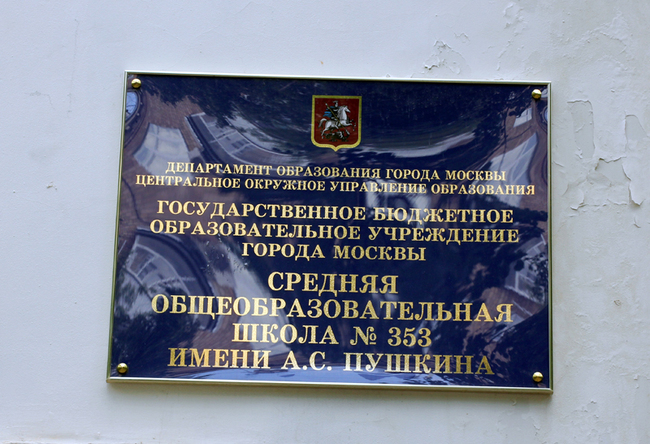 ДЕПАРТАМЕНТ ОБРАЗОВАНИЯ ГОРОДА МОСКВЫ
ЦЕНТРАЛЬНОЕ ОКРУЖНОЕ УПРАВЛЕНИЕ ОБРАЗОВАНИЯ
ГОСУДАРСТВЕННОЕ БЮДЖЕТНОЕ
ОБРАЗОВАТЕЛЬНОЕ УЧРЕЖДЕНИЕ
ГОРОДА МОСКВЫ
СРЕДНЯЯ
ОБЩЕОБРАЗОВАТЕЛЬНАЯ
ШКОЛА № 353
ИМЕНИ А.С. ПУШКИНА